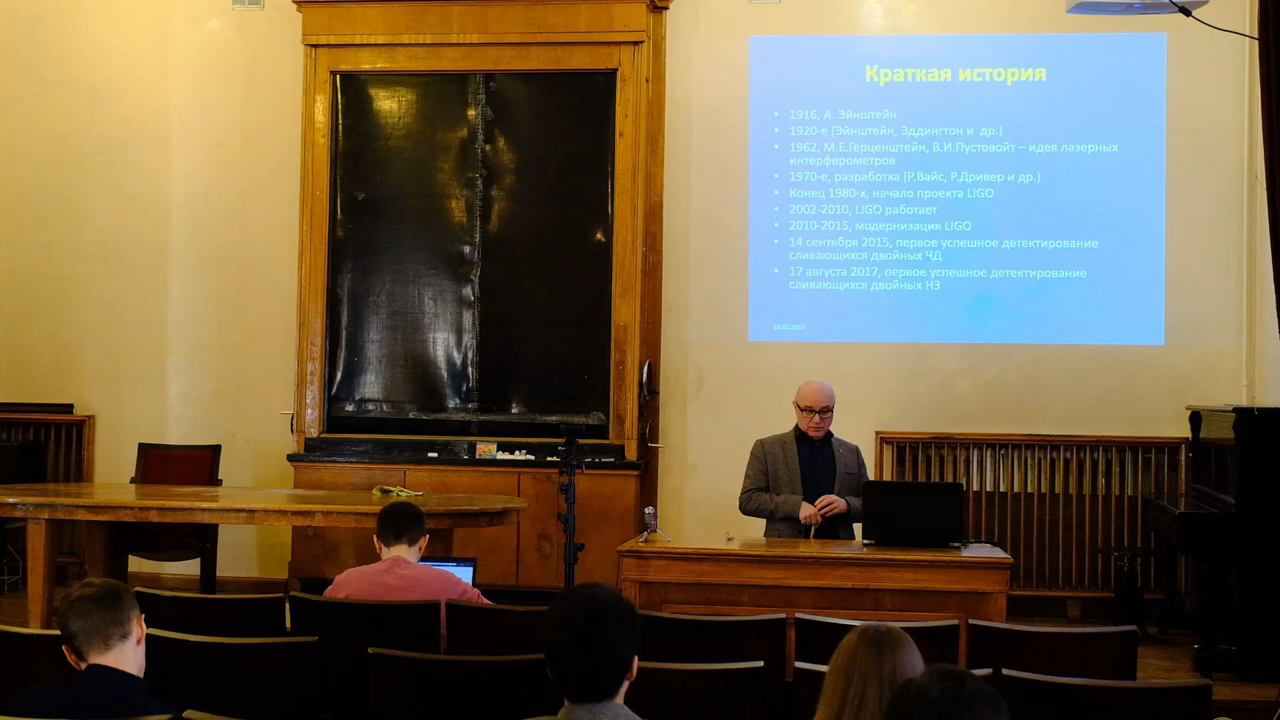 Краткая история
• 1916, А. Эйнштейн
• 1920-е (Эйнштейн, Эддингтон и др.)
• 1962, М.Е.Герценштейн, В.И.Пустовойт – идея лазерных
интерферометров
• 1970-е, разработка (Р.Вайс, Р.Дривер и др.)
• Конец 1980-х, начало проекта LIGO
• 2002-2010, LIGO работает
• 2010-2015, модернизация LIGO
• 14 сентября 2015, первое успешное детектирование
сливающихся двойных ЧД
• 17 августа 2017, первое успешное детектирование
сливающихся двойных НЗ